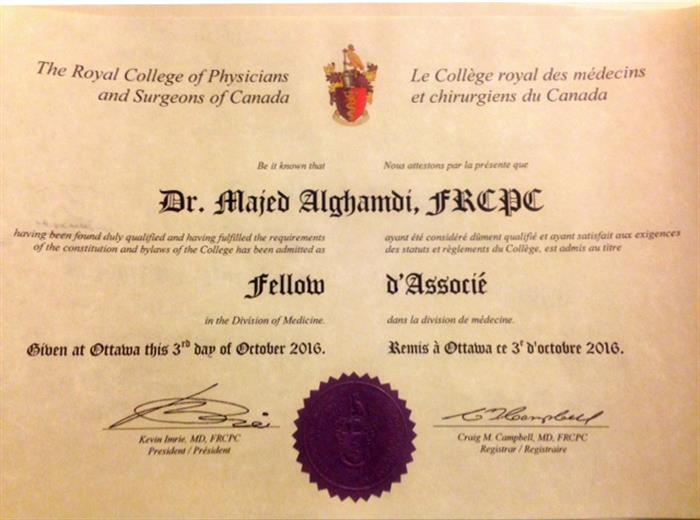 The Royal College of Physicians
and Surgeons of Canada
Le Collège royal des médecins
et chirurgiens du Canada
Be it known that
Nous attestons par la présente que
Dr. Majed Alghamdi, FRCPC
having been found duly qualified and having fulfilled the requirements
of the constitution and bylaws of the College has been admitted as
ayant été considéré dûment qualifié et ayant satisfait aux exigences
des statuts et règlements du Collège, est admis au titre
Fellow
d'Associé
in the Division of Medicine.
dans la division de médecine.
Given at Ottawa this 3rd day of October 2016.
Remis à Ottawa ce 3e d'octobre 2016.
Kevin Imrie, MD, FRCPC
President / Président
C M Campbell
Craig M. Campbell, MD, FRCPC
Registrar / Registraire